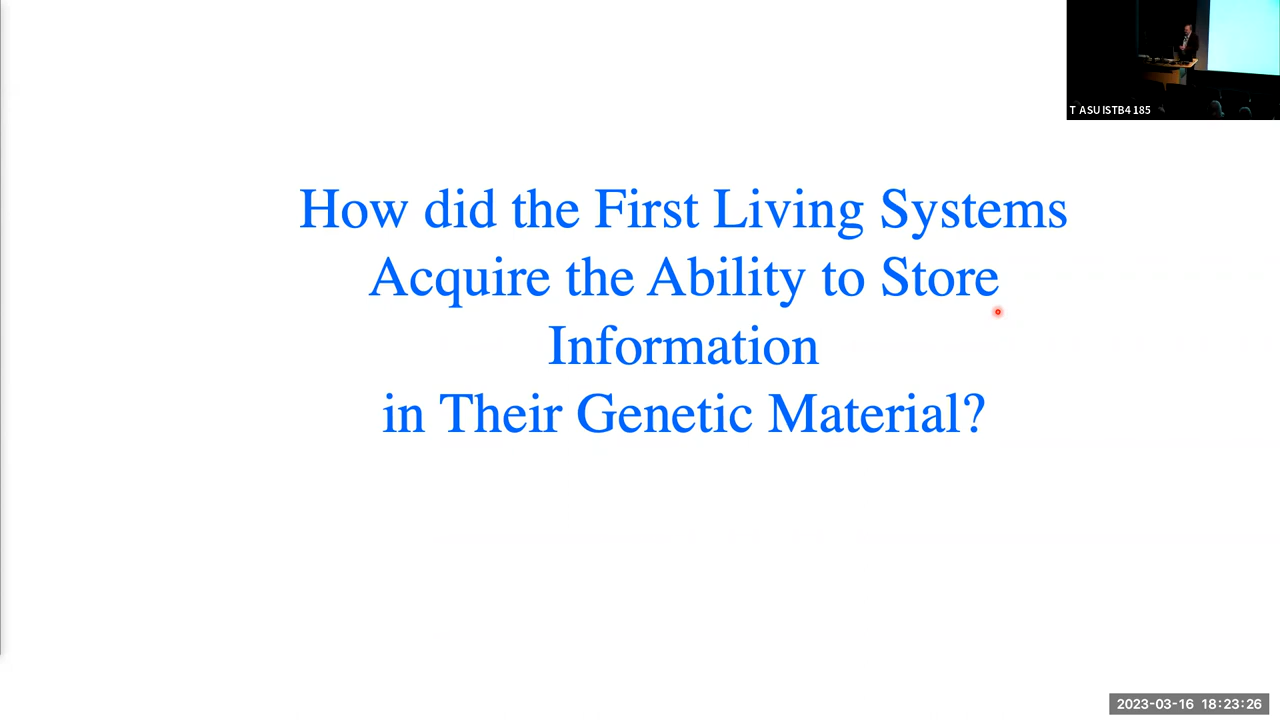 T ASU ISTB4 185
How did the First Living Systems
Acquire the Ability to Store
Information
in Their Genetic Material?
2023-03-16 18:23:26